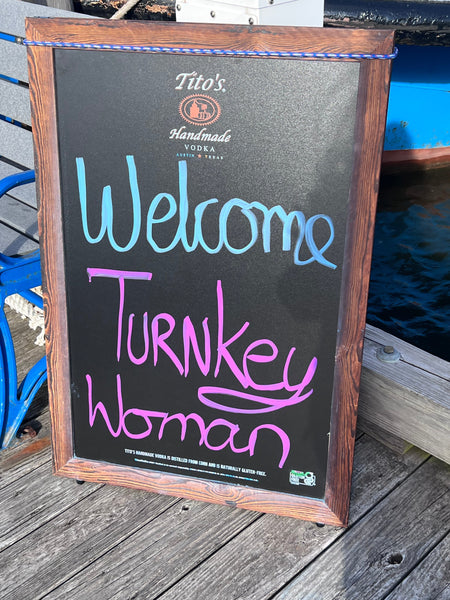 Tito's
Handmade
VODKA
AUSTIN TEXAS
Welcome
TURNKey
Woman
TITO'S HANDMADE VODKA IS DISTILLED FROM CORN AND IS NATURALLY GLUTEN-FREE.